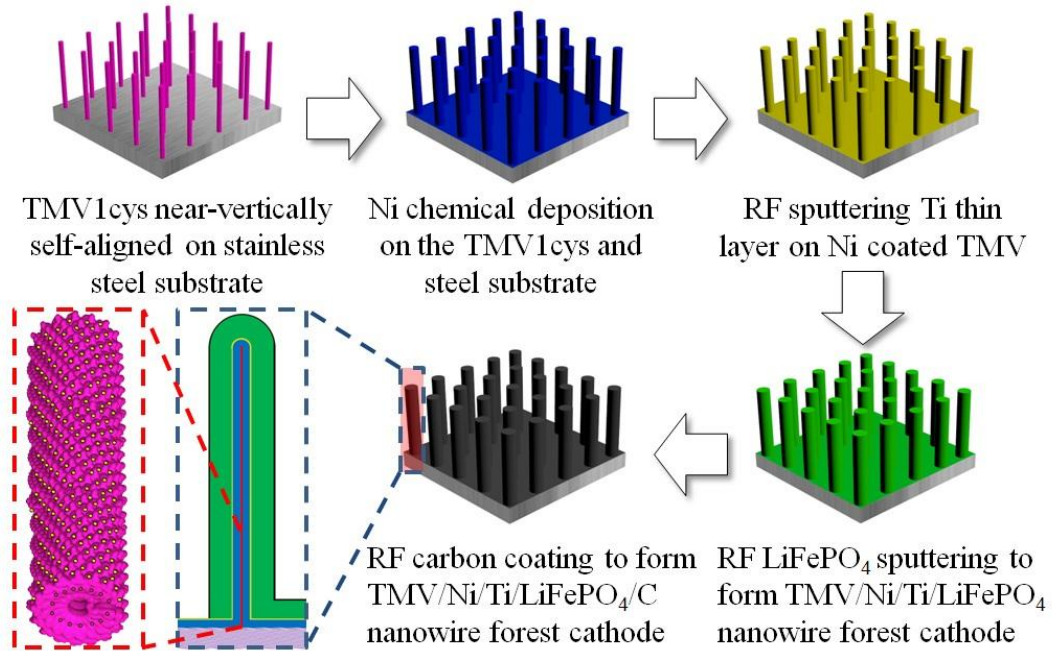 TMV1cys near-vertically
self-aligned on stainless
steel substrate
Ni chemical deposition
on the TMV1cys and
steel substrate
RF sputtering Ti thin
layer on Ni coated TMV
RF carbon coating to form
TMV/Ni/Ti/LiFePO₄/C
nanowire forest cathode
RF LiFePO₄ sputtering to
form TMV/Ni/Ti/LiFePO₄
nanowire forest cathode